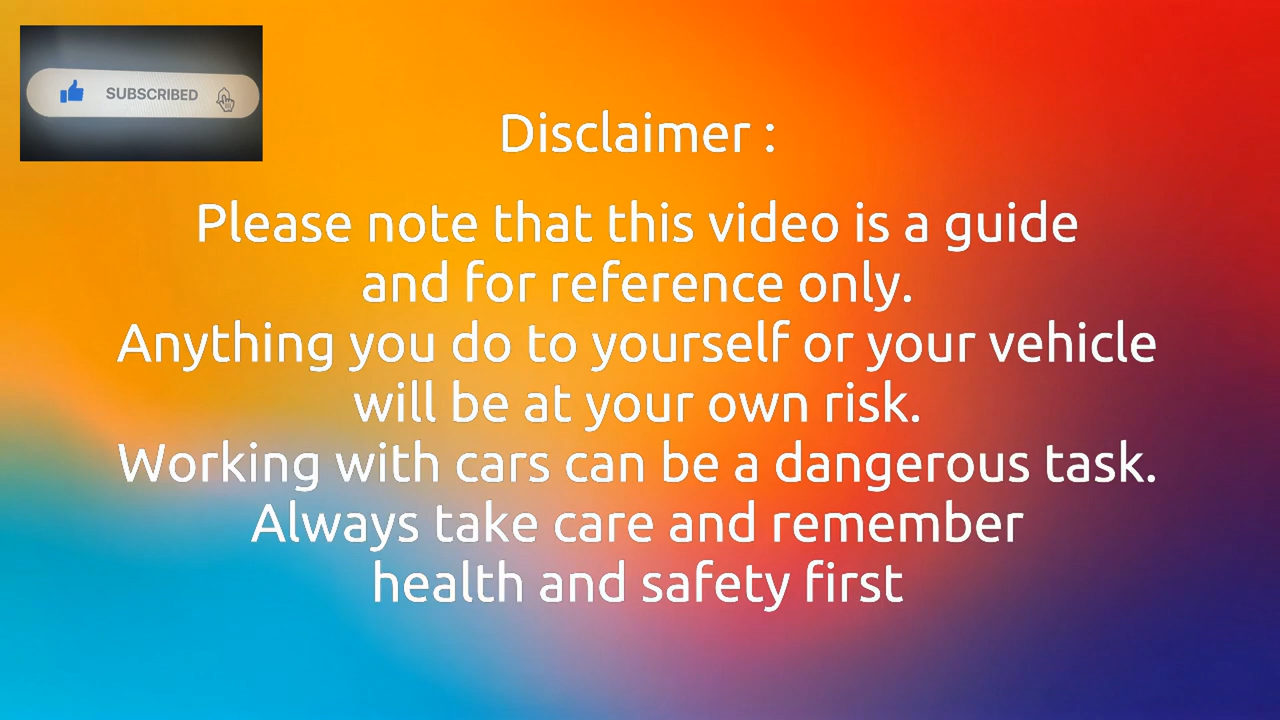 SUBSCRIBED
Disclaimer :
Please note that this video is a guide
and for reference only.
Anything you do to yourself or your vehicle
will be at your own risk.
Working with cars can be a dangerous task.
Always take care and remember
health and safety first